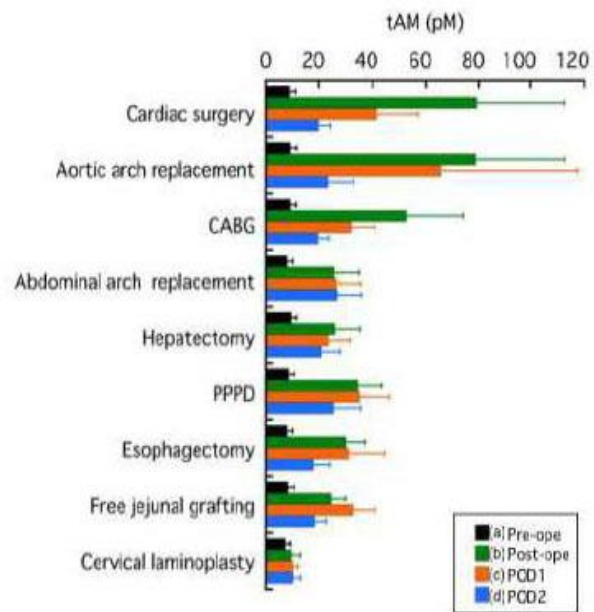 tAM (pM)
0 20 40 60 80 100 120
Cardiac surgery
Aortic arch replacement
CABG
Abdominal arch replacement
Hepatectomy
PPPD
Esophagectomy
Free jejunal grafting
Cervical laminoplasty
(a) Pre-ope
(b) Post-ope
(c) POD1
(d) POD2